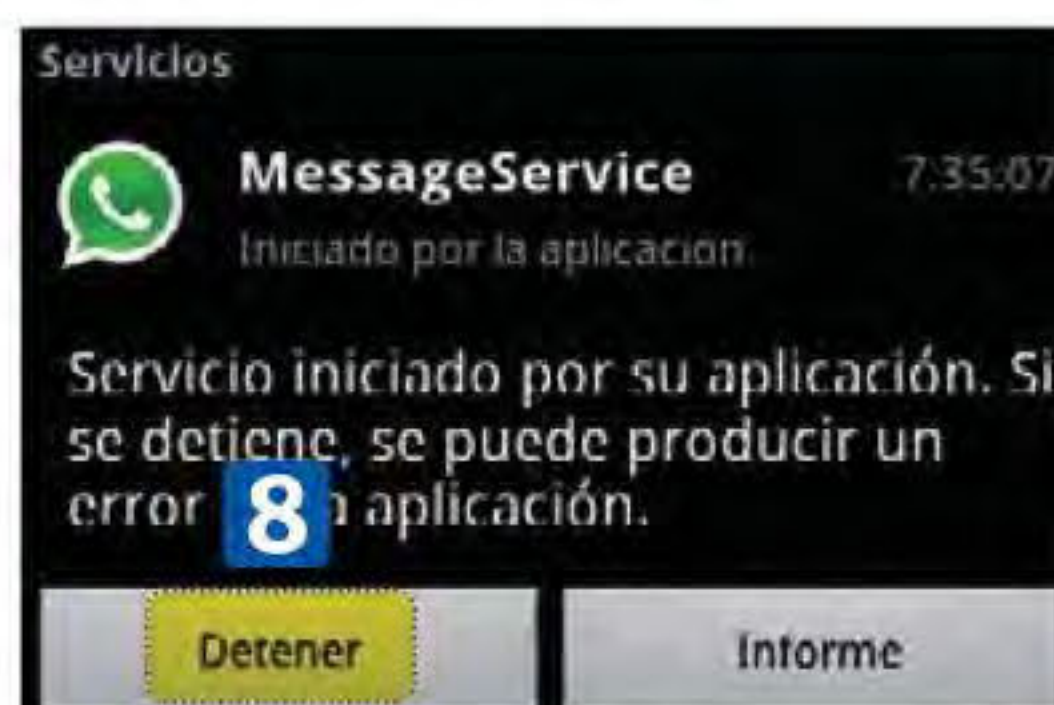 Servicios
MessageService 7:35:07
Iniciado por la aplicación.
Servicio iniciado por su aplicación. Si
se detiene, se puede producir un
error 8 aplicación.
Detener Informe